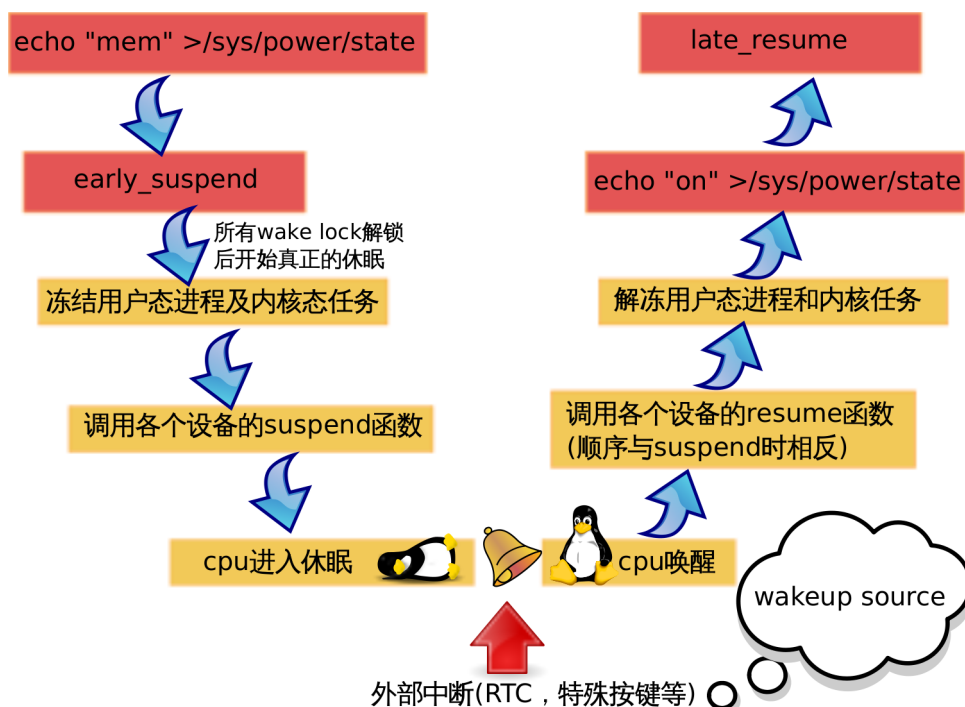 echo "mem" >/sys/power/state
early_suspend
所有wake lock解锁
后开始真正的休眠
冻结用户态进程及内核态任务
调用各个设备的suspend函数
cpu进入休眠
外部中断(RTC，特殊按键等)
wakeup source
cpu唤醒
调用各个设备的resume函数
(顺序与suspend时相反)
解冻用户态进程和内核任务
echo "on" >/sys/power/state
late_resume